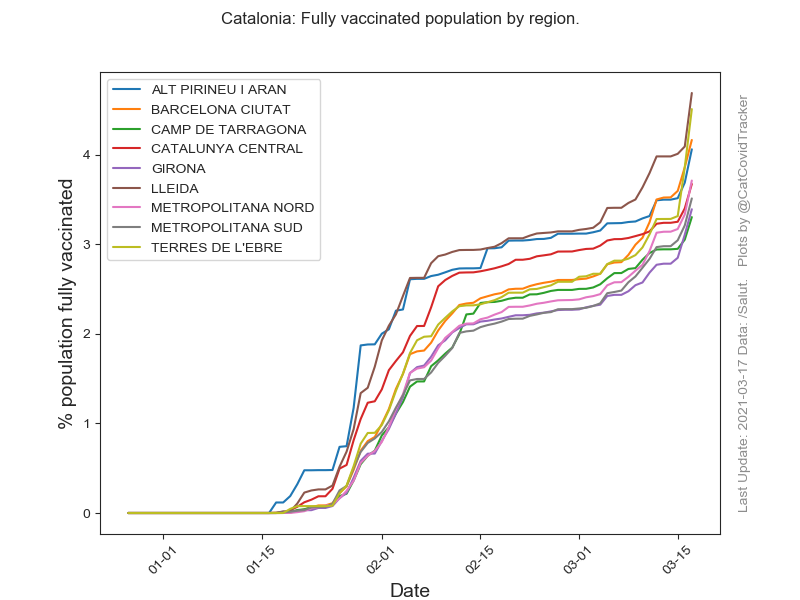 Catalonia: Fully vaccinated population by region.
ALT PIRINEU I ARAN
BARCELONA CIUTAT
CAMP DE TARRAGONA
CATALUNYA CENTRAL
GIRONA
LLEIDA
METROPOLITANA NORD
METROPOLITANA SUD
TERRES DE L'EBRE
% population fully vaccinated
4
3
2
1
0
01-01
01-15
02-01
02-15
03-01
03-15
Date
Last Update: 2021-03-17 Data: /Salut    Plots by @CatCovidTracker